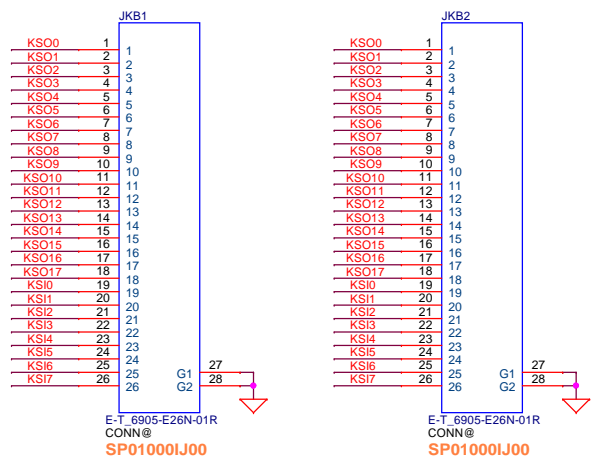 JKB1
KSO0 1 1
KSO1 2 2
KSO2 3 3
KSO3 4 4
KSO4 5 5
KSO5 6 6
KSO6 7 7
KSO7 8 8
KSO8 9 9
KSO9 10 10
KSO10 11 11
KSO11 12 12
KSO12 13 13
KSO13 14 14
KSO14 15 15
KSO15 16 16
KSO16 17 17
KSO17 18 18
KSI0 19 19
KSI1 20 20
KSI2 21 21
KSI3 22 22
KSI4 23 23
KSI5 24 24
KSI6 25 25 G1 27
KSI7 26 26 G2 28
E-T_6905-E26N-01R
CONN@
SP01000IJ00
JKB2
KSO0 1 1
KSO1 2 2
KSO2 3 3
KSO3 4 4
KSO4 5 5
KSO5 6 6
KSO6 7 7
KSO7 8 8
KSO8 9 9
KSO9 10 10
KSO10 11 11
KSO11 12 12
KSO12 13 13
KSO13 14 14
KSO14 15 15
KSO15 16 16
KSO16 17 17
KSO17 18 18
KSI0 19 19
KSI1 20 20
KSI2 21 21
KSI3 22 22
KSI4 23 23
KSI5 24 24
KSI6 25 25 G1 27
KSI7 26 26 G2 28
E-T_6905-E26N-01R
CONN@
SP01000IJ00